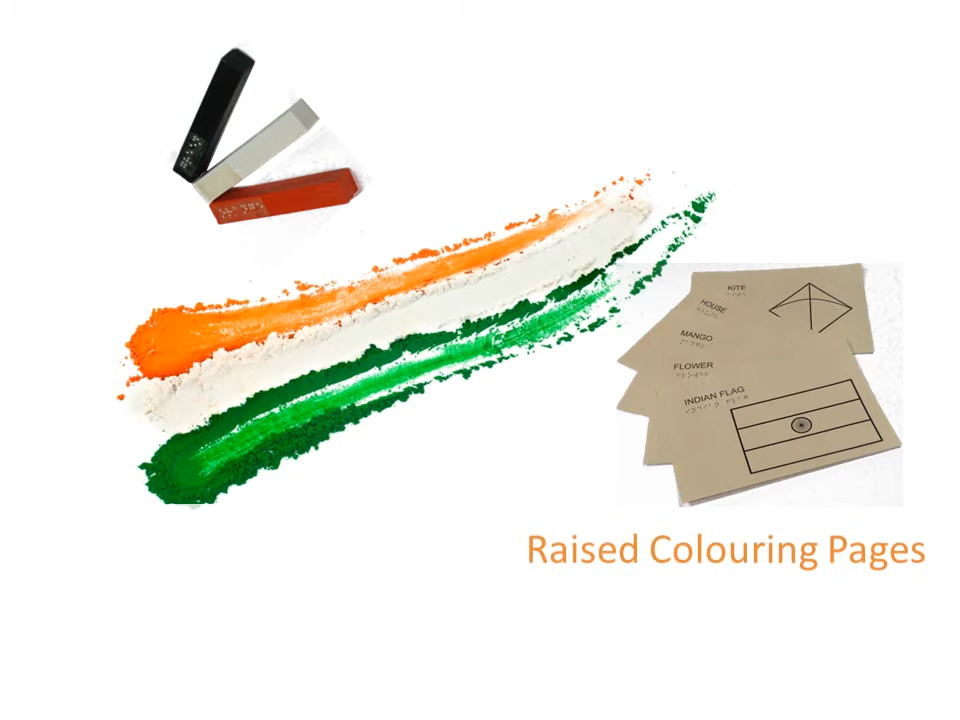 KITE
HOUSE
MANGO
FLOWER
INDIAN FLAG
Raised Colouring Pages